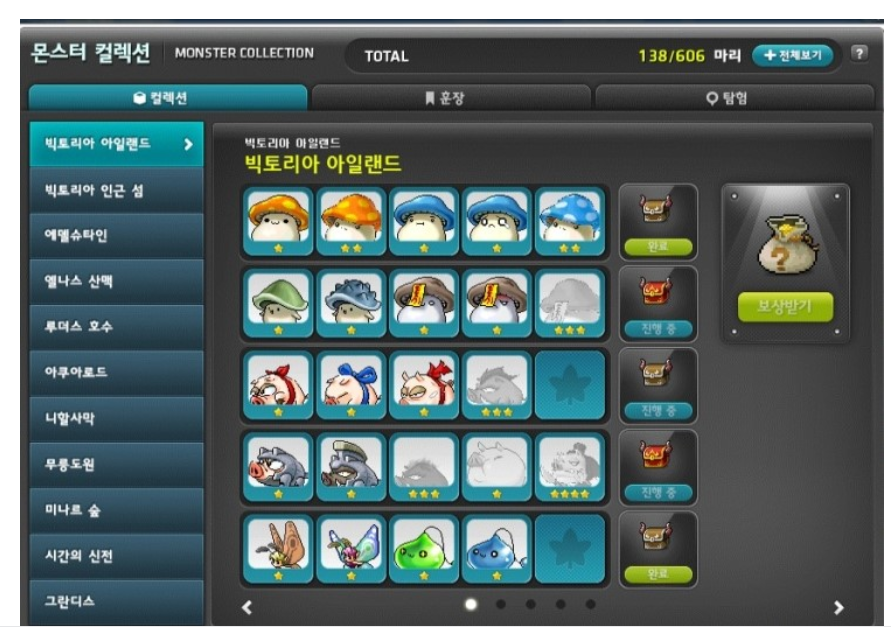 몬스터 컬렉션 MONSTER COLLECTION TOTAL 138/606 마리 +전체보기 ?
컬렉션 훈장 탐험
빅토리아 아일랜드
빅토리아 인근 섬
에델슈타인
엘나스 산맥
루더스 호수
아쿠아로드
니할사막
무릉도원
미나르 숲
시간의 신전
그란디스
빅토리아 아일랜드
빅토리아 아일랜드
완료
진행 중
진행 중
진행 중
완료
?
보상받기